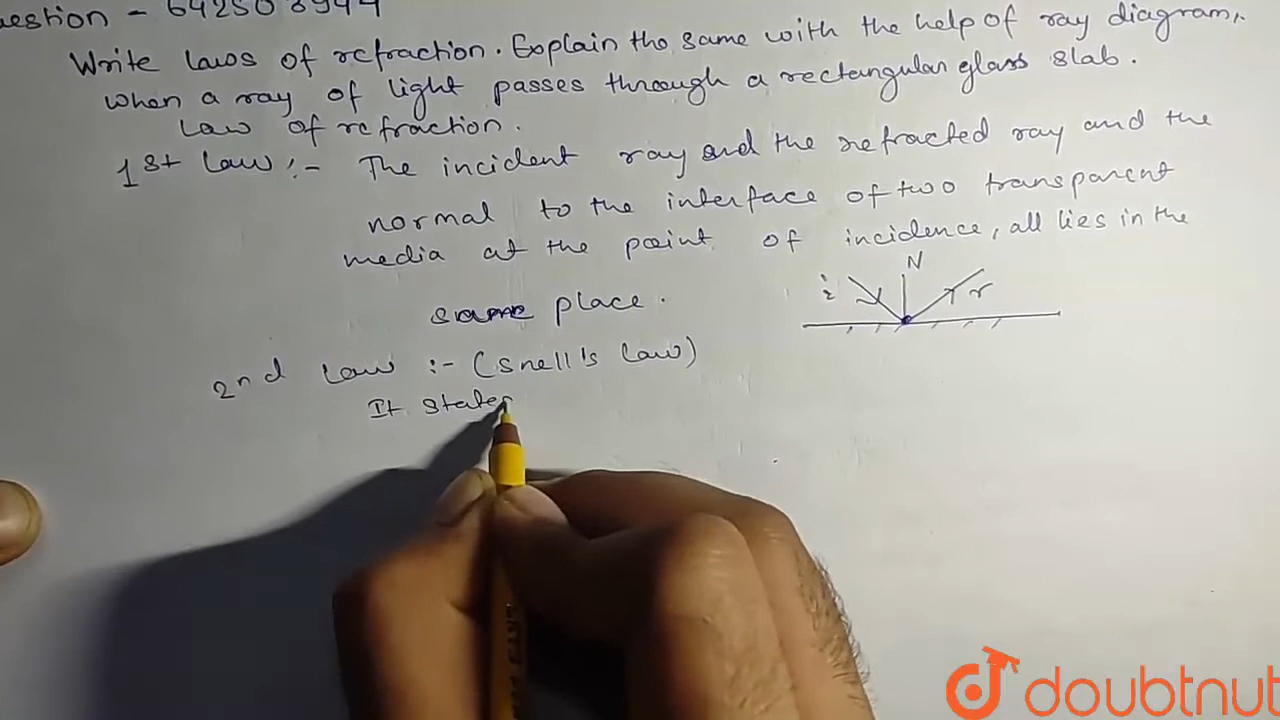 uestion - 642508944
Write laws of refraction. Explain the same with the help of ray diagram,
when a ray of light passes through a rectangular glass slab.
Law of refraction.
1st Law :- The incident ray and the refracted ray and the
normal to the interface of two transparent
media at the point of incidence, all lies in the
same place.
i N r
2nd Law :- (Snell's law)
It states
doubtnut